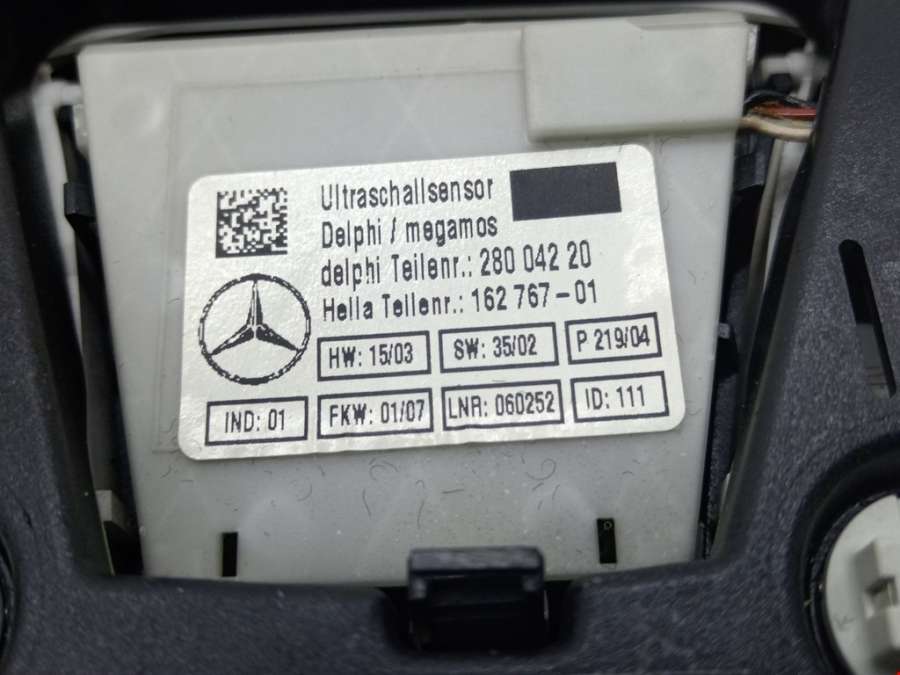 Ultraschallsensor
Delphi / megamos
delphi Teilenr.: 280 042 20
Hella Teilenr.: 162 767-01
HW: 15/03
SW: 35/02
P 219/04
IND: 01
FKW: 01/07
LNR: 060252
ID: 111